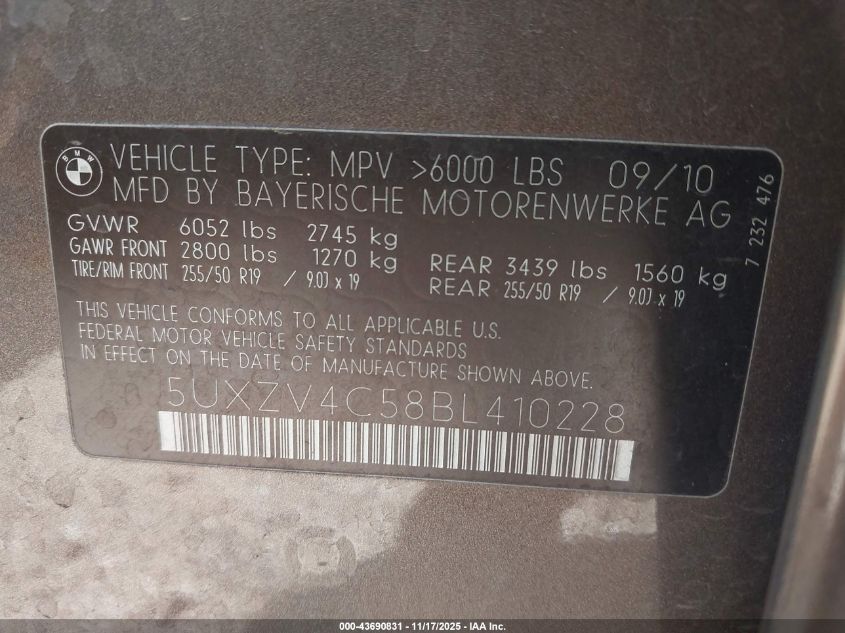 BMW
VEHICLE TYPE: MPV >6000 LBS 09/10
MFD BY BAYERISCHE MOTORENWERKE AG
GVWR 6052 lbs 2745 kg
GAWR FRONT 2800 lbs 1270 kg REAR 3439 lbs 1560 kg
TIRE/RIM FRONT 255/50 R19 / 9.0J x 19 REAR 255/50 R19 / 9.0J x 19
THIS VEHICLE CONFORMS TO ALL APPLICABLE U.S.
FEDERAL MOTOR VEHICLE SAFETY STANDARDS
IN EFFECT ON THE DATE OF MANUFACTURE SHOWN ABOVE.
5UXZV4C58BL410228
7 232 476
000-43690831 - 11/17/2025 - IAA Inc.